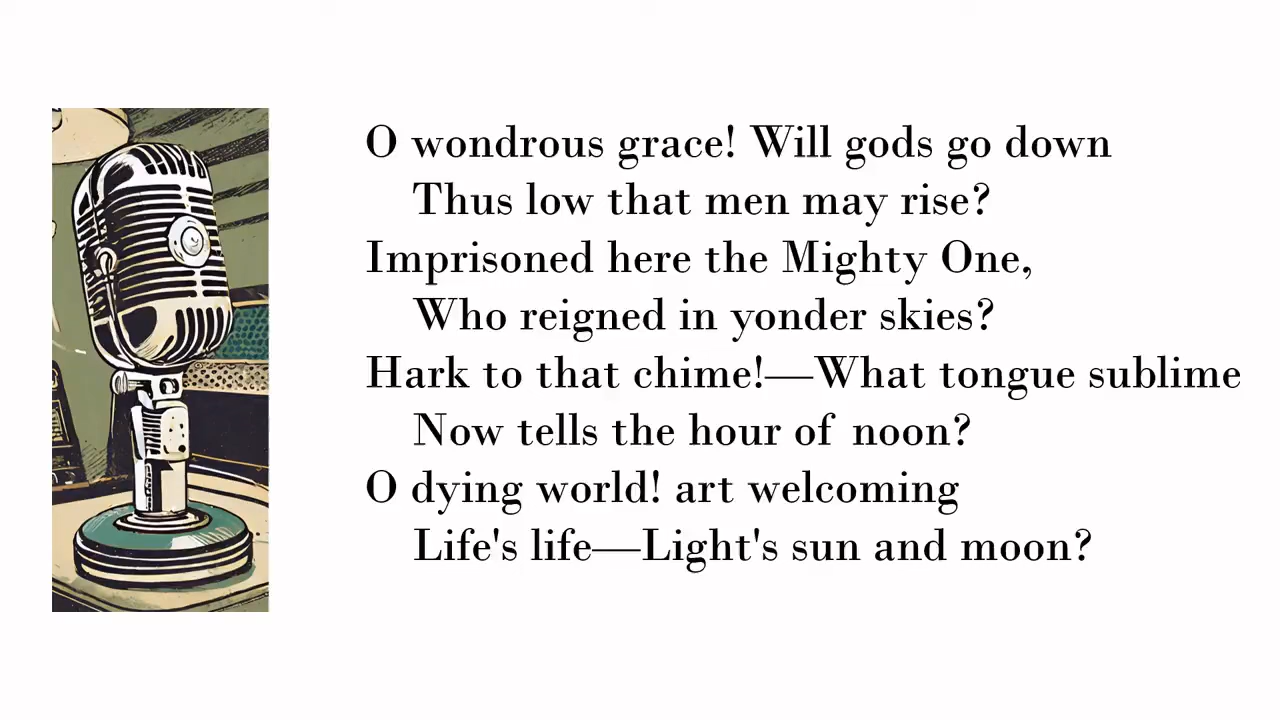 O wondrous grace! Will gods go down
Thus low that men may rise?
Imprisoned here the Mighty One,
Who reigned in yonder skies?
Hark to that chime!—What tongue sublime
Now tells the hour of noon?
O dying world! art welcoming
Life's life—Light's sun and moon?